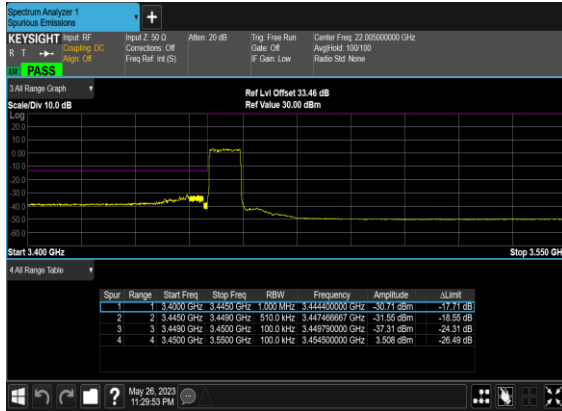 Spectrum Analyzer 1
Spurious Emissions
+
KEYSIGHT Input: RF Input Z: 50 Ω Atten: 20 dB Trig: Free Run Center Freq: 22.005000000 GHz
R T Coupling: DC Corrections: Off Gate: Off Avg|Hold: 100/100
Align: Off Freq Ref: Int (S) IF Gain: Low Radio Std: None
PASS
3 All Range Graph
Ref Lvl Offset 33.46 dB
Scale/Div 10.0 dB Ref Value 30.00 dBm
Log
20.0
10.0
0.00
-10.0
-20.0
-30.0
-40.0
-50.0
-60.0
Start 3.400 GHz Stop 3.550 GH
4 All Range Table
Spur Range Start Freq Stop Freq RBW Frequency Amplitude ΔLimit
1 1 3.4000 GHz 3.4450 GHz 1.000 MHz 3.444400000 GHz -30.71 dBm -17.71 dB
2 2 3.4450 GHz 3.4490 GHz 510.0 kHz 3.447466667 GHz -31.55 dBm -18.55 dB
3 3 3.4490 GHz 3.4500 GHz 100.0 kHz 3.449790000 GHz -37.31 dBm -24.31 dB
4 4 3.4500 GHz 3.5500 GHz 100.0 kHz 3.454500000 GHz 3.508 dBm -26.49 dB
? May 26, 2023
11:29:53 PM